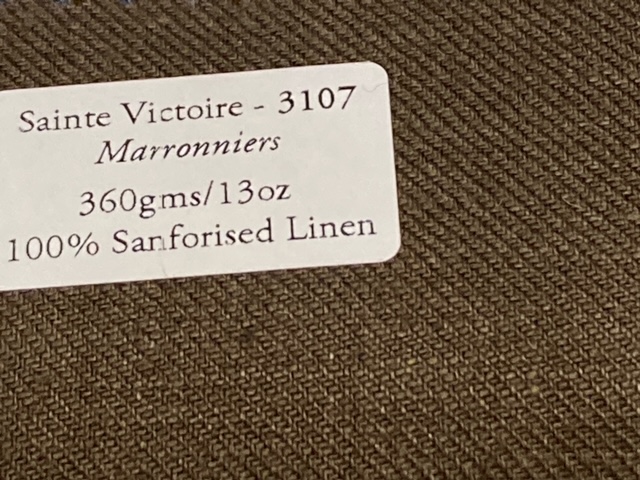 Sainte Victoire - 3107
Marronniers
360gms/13oz
100% Sanforised Linen